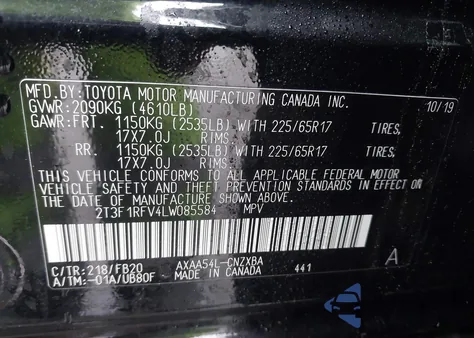 MFD.BY:TOYOTA MOTOR MANUFACTURING CANADA INC.
GVWR:2090KG (4610LB) 10/19
GAWR:FRT. 1150KG (2535LB) WITH 225/65R17 TIRES,
17X7.0J RIMS
RR. 1150KG (2535LB) WITH 225/65R17 TIRES,
17X7.0J RIMS
THIS VEHICLE CONFORMS TO ALL APPLICABLE FEDERAL MOTOR
VEHICLE SAFETY AND THEFT PREVENTION STANDARDS IN EFFECT ON
THE DATE OF MANUFACTURE SHOWN ABOVE.
2T3F1RFV4LW085584 MPV
C/TR:218/FB20 AXAA54L-CNZXBA A
A/TM:-01A/UB80F MADE IN CANADA 441